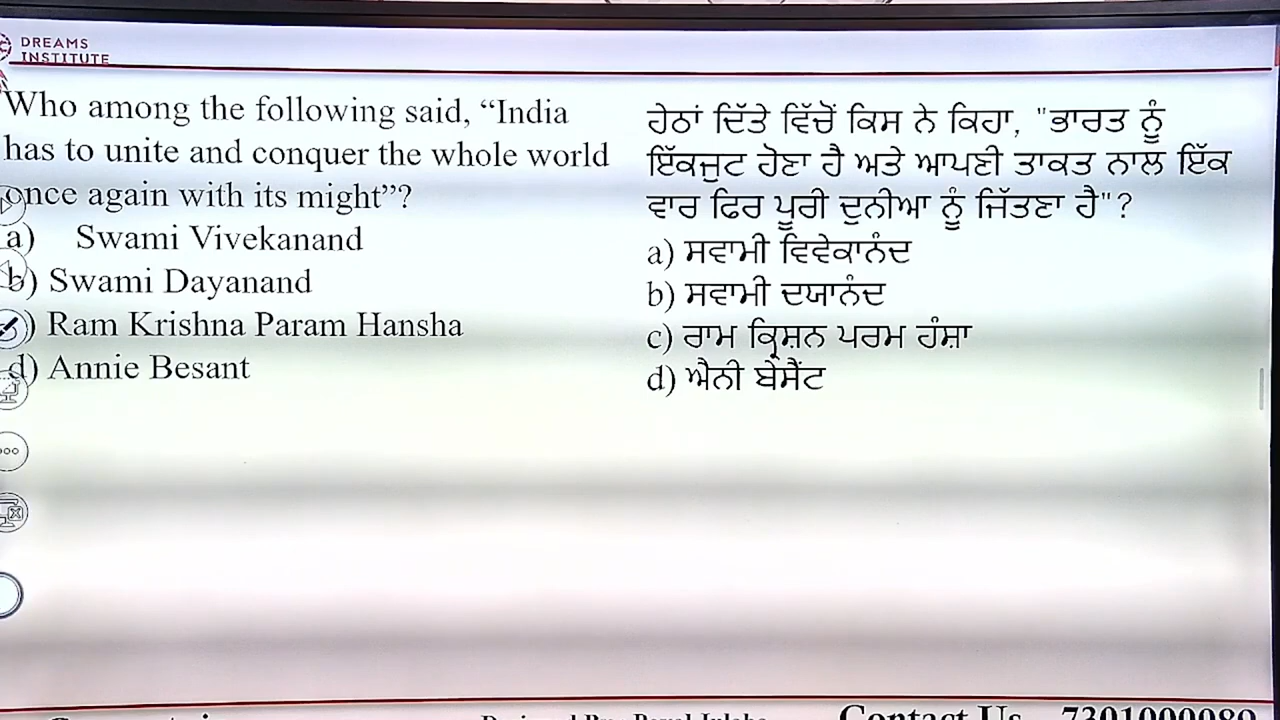 DREAMS
INSTITUTE
Who among the following said, “India
has to unite and conquer the whole world
once again with its might”?
a) Swami Vivekanand
b) Swami Dayanand
) Ram Krishna Param Hansha
d) Annie Besant
ਹੇਠਾਂ ਦਿੱਤੇ ਵਿੱਚੋਂ ਕਿਸ ਨੇ ਕਿਹਾ, "ਭਾਰਤ ਨੂੰ
ਇੱਕਜੁਟ ਹੋਣਾ ਹੈ ਅਤੇ ਆਪਣੀ ਤਾਕਤ ਨਾਲ ਇੱਕ
ਵਾਰ ਫਿਰ ਪੂਰੀ ਦੁਨੀਆ ਨੂੰ ਜਿੱਤਣਾ ਹੈ"?
a) ਸਵਾਮੀ ਵਿਵੇਕਾਨੰਦ
b) ਸਵਾਮੀ ਦਯਾਨੰਦ
c) ਰਾਮ ਕ੍ਰਿਸ਼ਨ ਪਰਮ ਹੰਸ਼ਾ
d) ਐਨੀ ਬੇਸੈਂਟ
Contact Us 7301000080